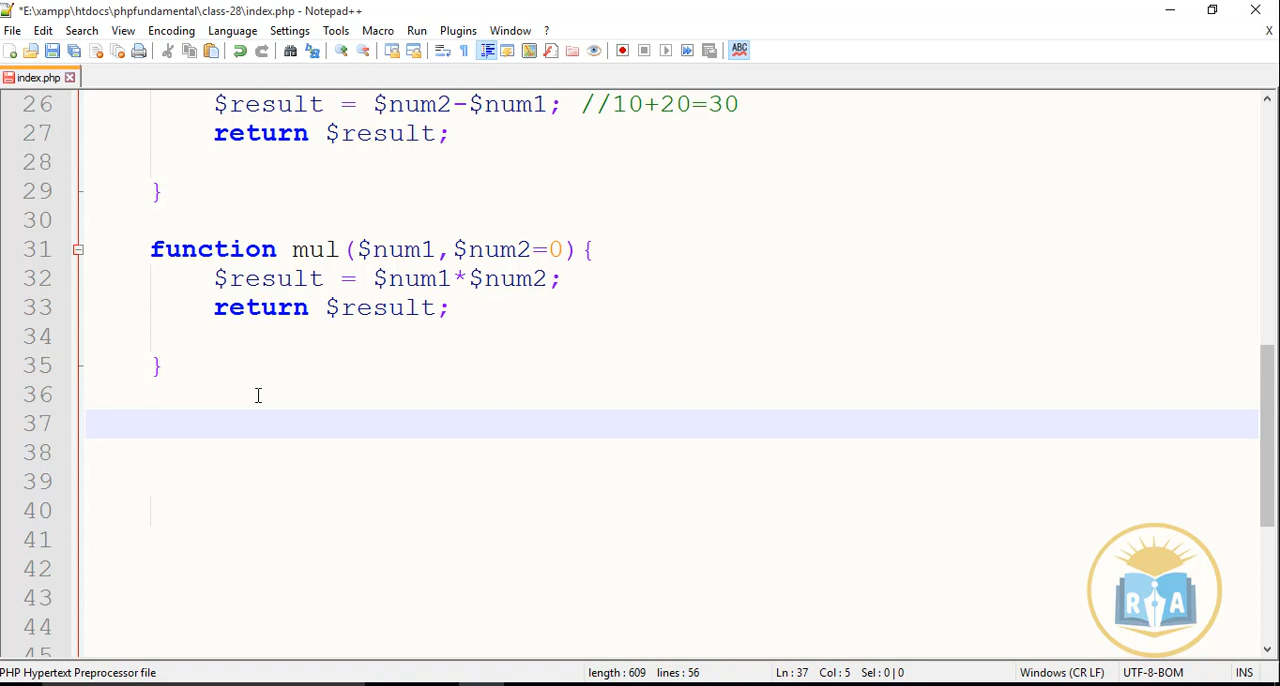 *E:\xampp\htdocs\phpfundamental\class-28\index.php - Notepad++
File Edit Search View Encoding Language Settings Tools Macro Run Plugins Window ? X
ABC
index.php
26 $result = $num2-$num1; //10+20=30
27 return $result;
28
29 }
30
31 function mul($num1,$num2=0){
32 $result = $num1*$num2;
33 return $result;
34
35 }
36
37
38
39
40
41
42
43
44
45
R A
PHP Hypertext Preprocessor file length : 609 lines : 56 Ln : 37 Col : 5 Sel : 0 | 0 Windows (CR LF) UTF-8-BOM INS